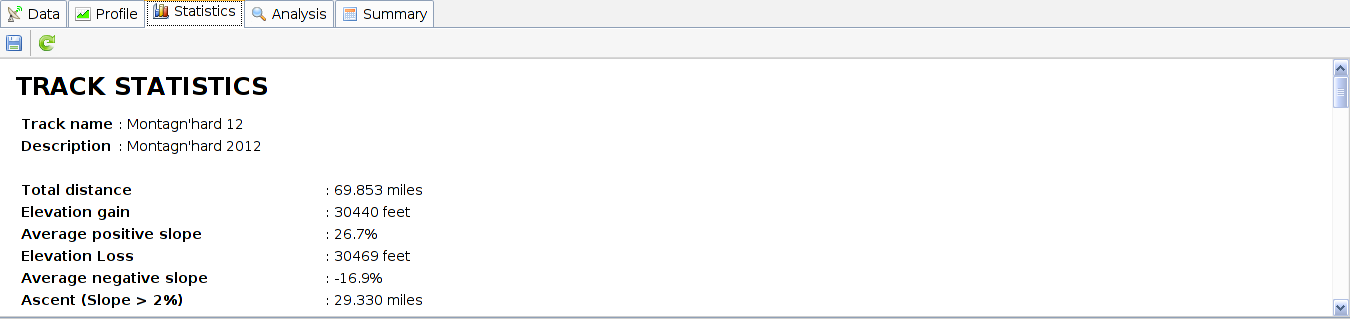 Data Profile Statistics Analysis Summary
TRACK STATISTICS
Track name : Montagn'hard 12
Description : Montagn'hard 2012
Total distance : 69.853 miles
Elevation gain : 30440 feet
Average positive slope : 26.7%
Elevation Loss : 30469 feet
Average negative slope : -16.9%
Ascent (Slope > 2%) : 29.330 miles